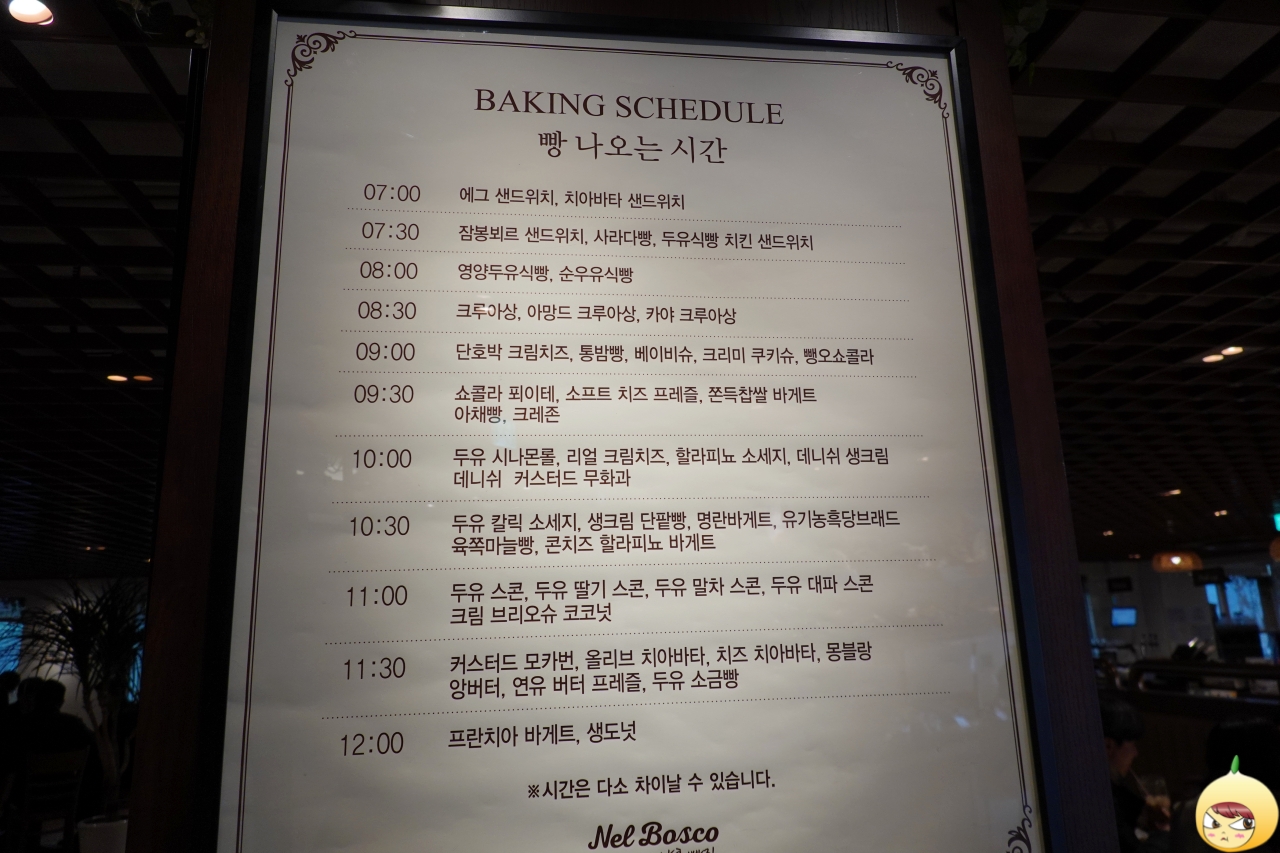 BAKING SCHEDULE
빵 나오는 시간
07:00 에그 샌드위치, 치아바타 샌드위치
07:30 잠봉뵈르 샌드위치, 사라다빵, 두유식빵 치킨 샌드위치
08:00 영양두유식빵, 순우유식빵
08:30 크루아상, 아망드 크루아상, 카야 크루아상
09:00 단호박 크림치즈, 통밤빵, 베이비슈, 크리미 쿠키슈, 뺑오쇼콜라
09:30 쇼콜라 푀이테, 소프트 치즈 프레즐, 쫀득찹쌀 바게트
야채빵, 크레존
10:00 두유 시나몬롤, 리얼 크림치즈, 할라피뇨 소세지, 데니쉬 생크림
데니쉬 커스터드 무화과
10:30 두유 칼릭 소세지, 생크림 단팥빵, 명란바게트, 유기농흑당브래드
육쪽마늘빵, 콘치즈 할라피뇨 바게트
11:00 두유 스콘, 두유 딸기 스콘, 두유 말차 스콘, 두유 대파 스콘
크림 브리오슈 코코넛
11:30 커스터드 모카번, 올리브 치아바타, 치즈 치아바타, 몽블랑
앙버터, 연유 버터 프레즐, 두유 소금빵
12:00 프란치아 바게트, 생도넛
※시간은 다소 차이날 수 있습니다.
Nel Bosco